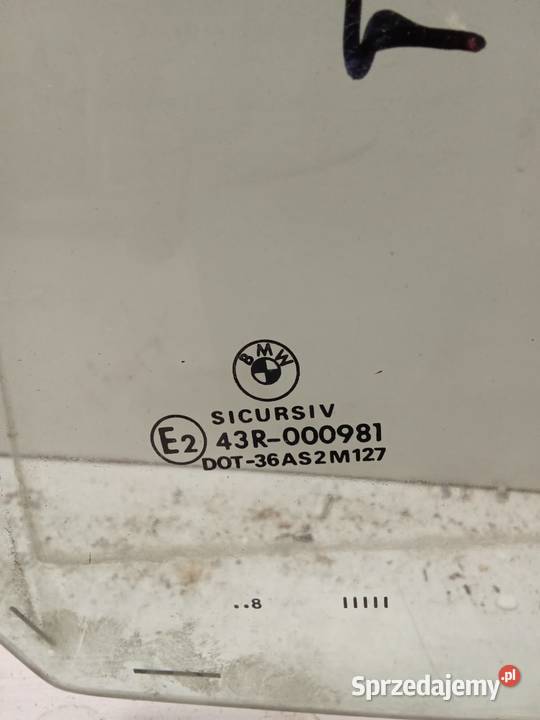 BMW
SICURSIV
E2 43R-000981
DOT-36AS2M127
..8 IIIII
Sprzedajemy.pl